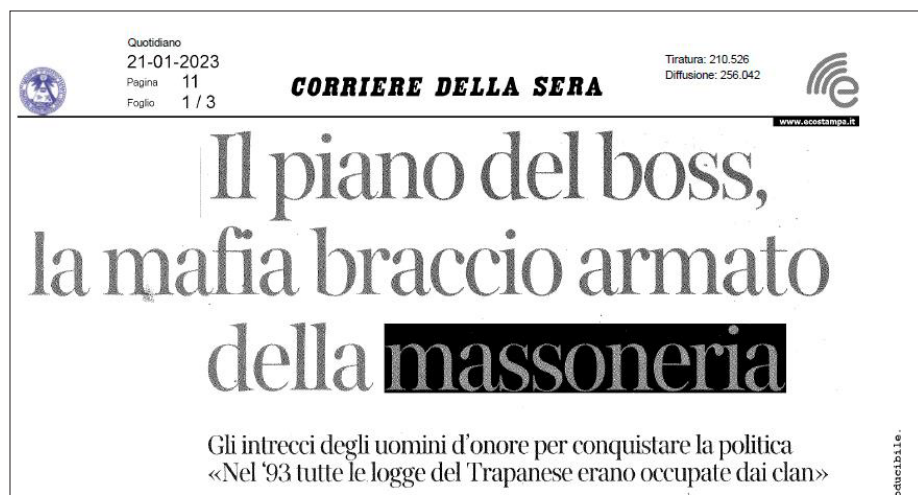 Quotidiano
21-01-2023
Pagina 11
Foglio 1 / 3
CORRIERE DELLA SERA
Tiratura: 210.526
Diffusione: 256.042
www.ecostampa.it
Il piano del boss,
la mafia braccio armato
della massoneria
Gli intrecci degli uomini d'onore per conquistare la politica
«Nel '93 tutte le logge del Trapanese erano occupate dai clan»
oducibile.